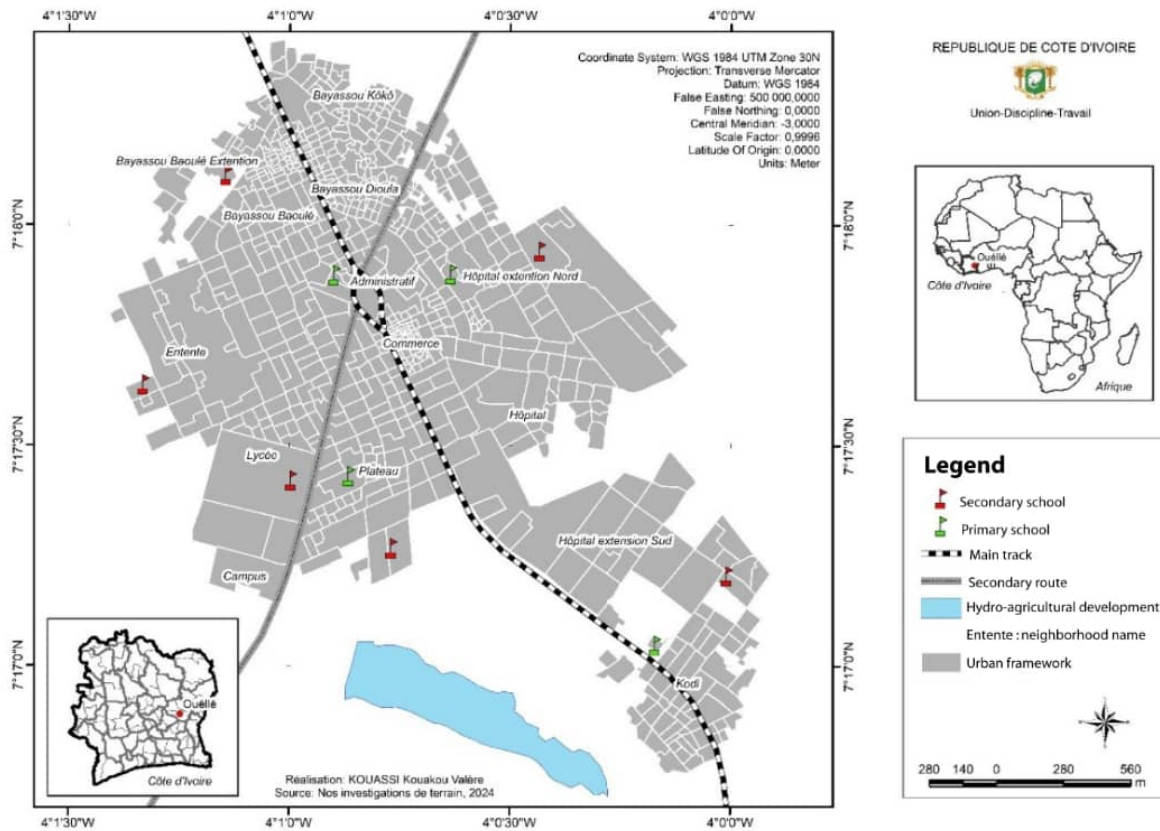 4°1'30"W 4°1'0"W 4°0'30"W 4°0'0"W
Coordinate System: WGS 1984 UTM Zone 30N
Projection: Transverse Mercator
Datum: WGS 1984
False Easting: 500 000,0000
False Northing: 0,0000
Central Meridian: -3,0000
Scale Factor: 0,9996
Latitude Of Origin: 0,0000
Units: Meter
Bayassou Kôkô
Bayassou Baoulé Extention
Bayassou Dioula
Bayassou Baoulé
7°18'0"N 7°18'0"N
Hôpital extention Nord
Administratif
Commerce
Entente
Hôpital
7°17'30"N 7°17'30"N
Lycée
Plateau
Hôpital extension Sud
Campus
7°17'0"N 7°17'0"N
Kodi
Ouéllé
Côte d'Ivoire
Réalisation: KOUASSI Kouakou Valère
Source: Nos investigations de terrain, 2024
4°1'30"W 4°1'0"W 4°0'30"W 4°0'0"W
REPUBLIQUE DE COTE D'IVOIRE
Union-Discipline-Travail
Ouéllé
Côte d'Ivoire
Afrique
Legend
Secondary school
Primary school
Main track
Secondary route
Hydro-agricultural development
Entente : neighborhood name
Urban framework
280 140 0 280 560
m